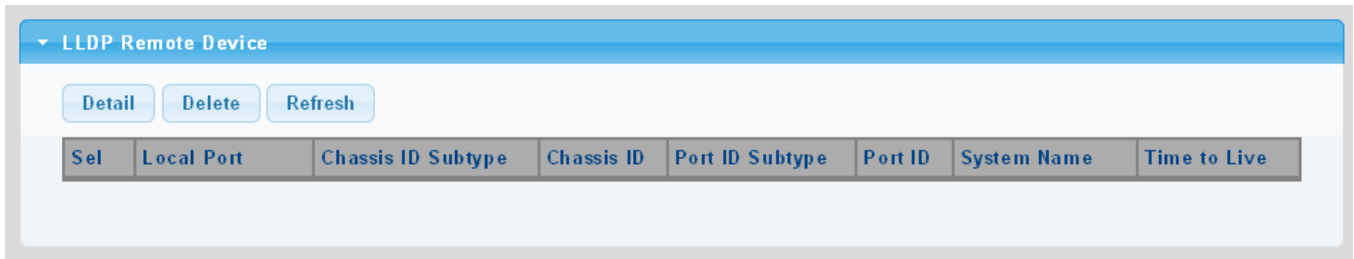 LLDP Remote Device
Detail Delete Refresh
Sel Local Port Chassis ID Subtype Chassis ID Port ID Subtype Port ID System Name Time to Live